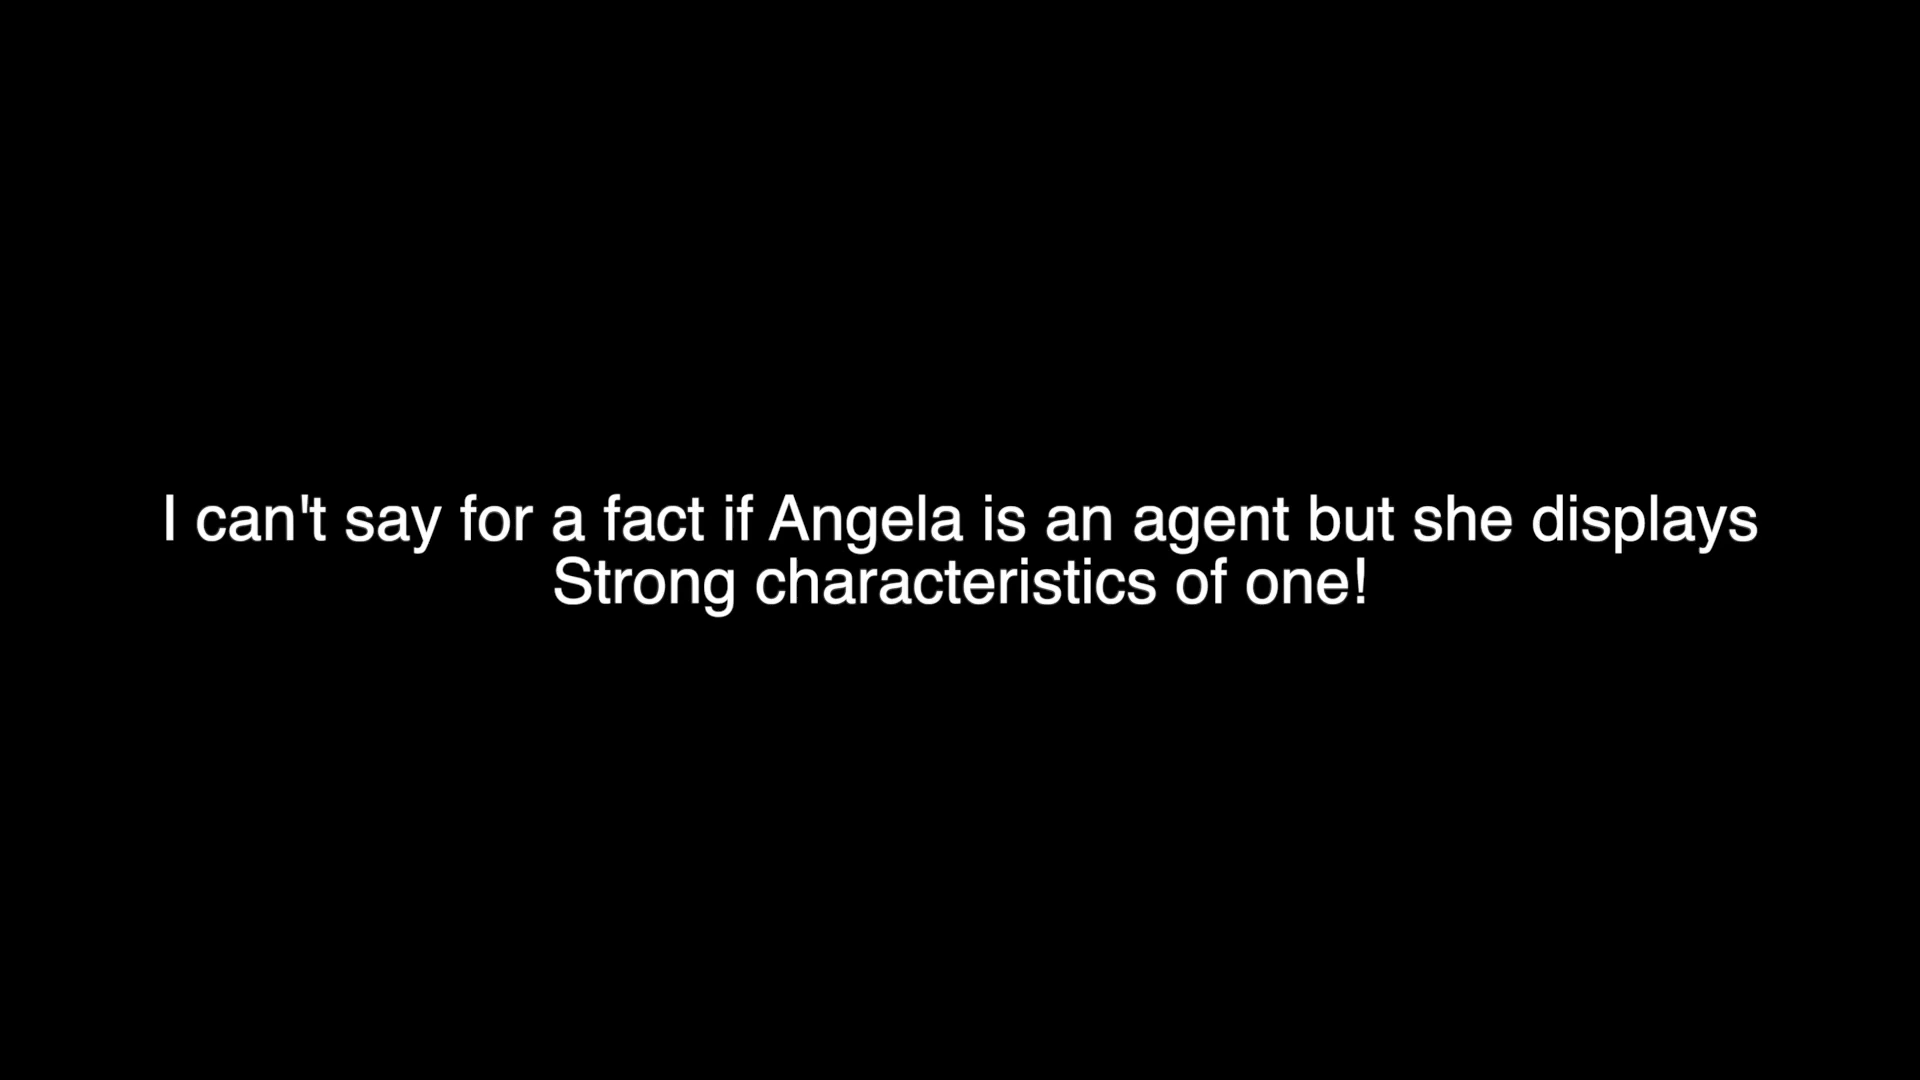 I can't say for a fact if Angela is an agent but she displays
Strong characteristics of one!